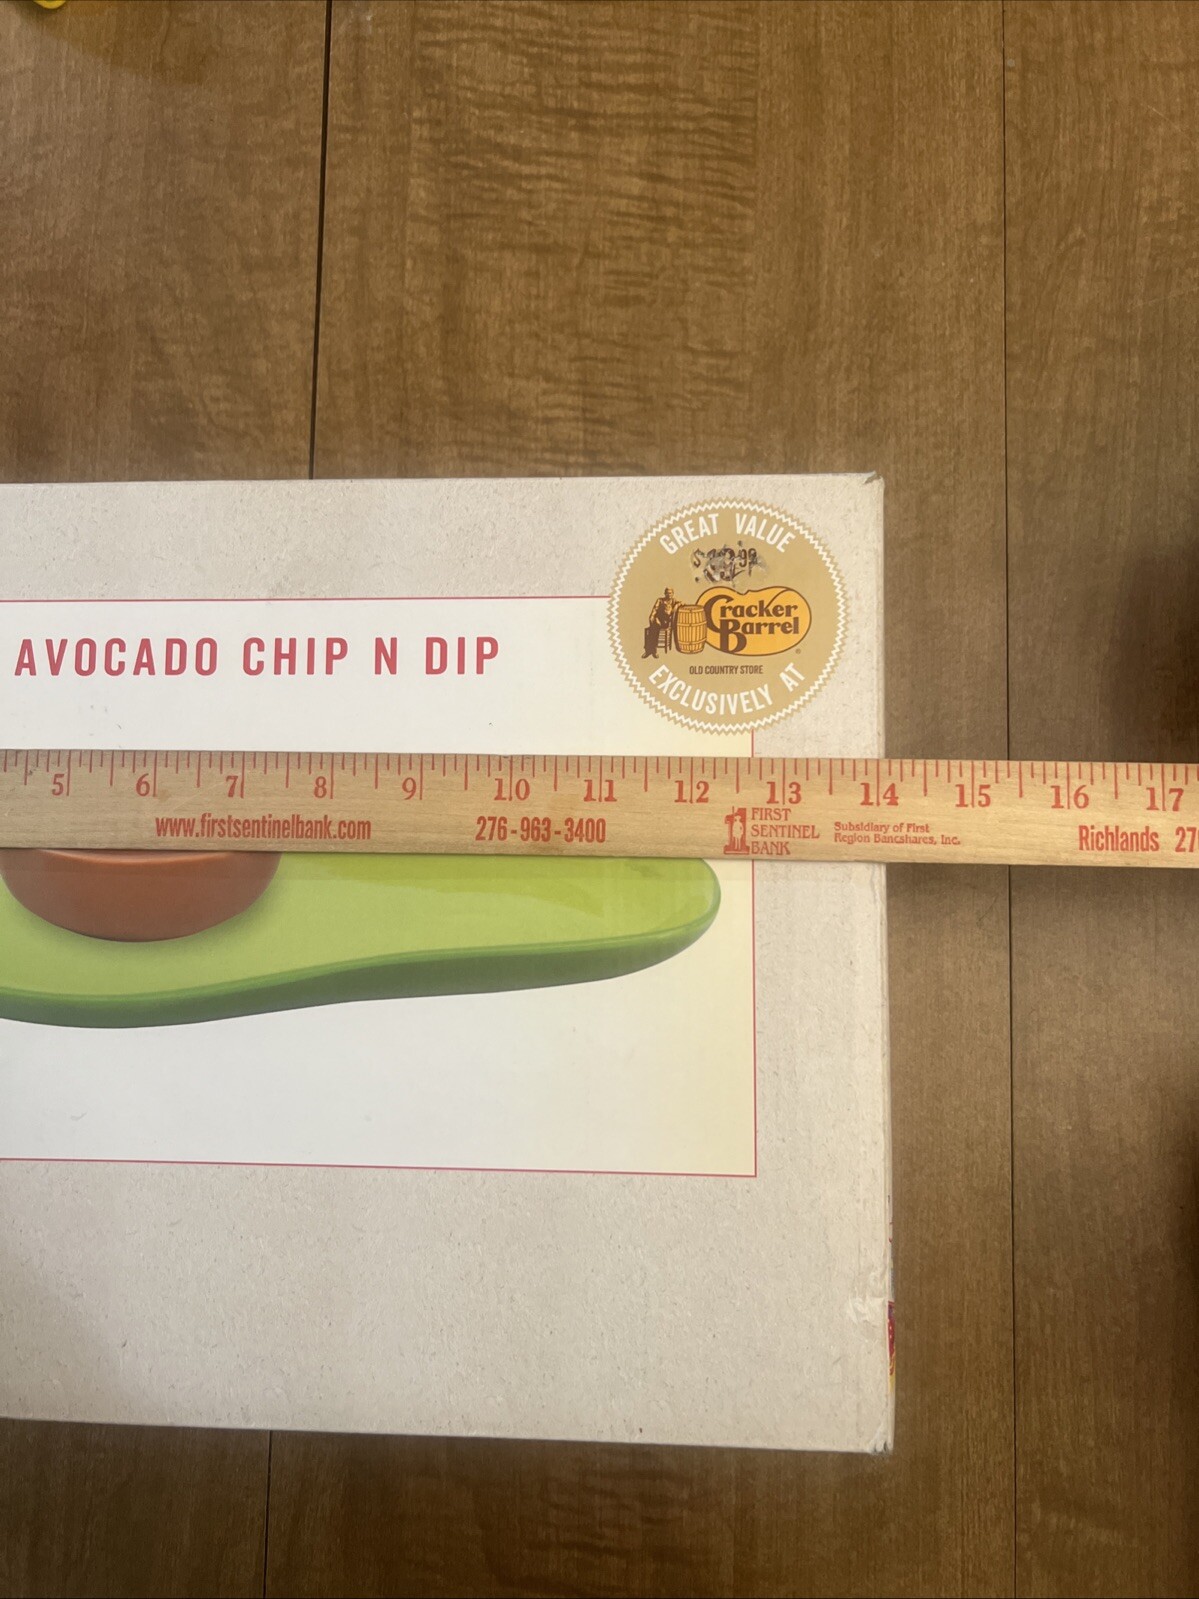 GREAT VALUE
Cracker
Barrel
OLD COUNTRY STORE
EXCLUSIVELY AT
AVOCADO CHIP N DIP
5 6 7 8 9 10 11 12 13 14 15 16 17
www.firstsentinelbank.com 276-963-3400
1 FIRST
SENTINEL
BANK
Subsidiary of First
Region Bancshares, Inc.
Richlands 27